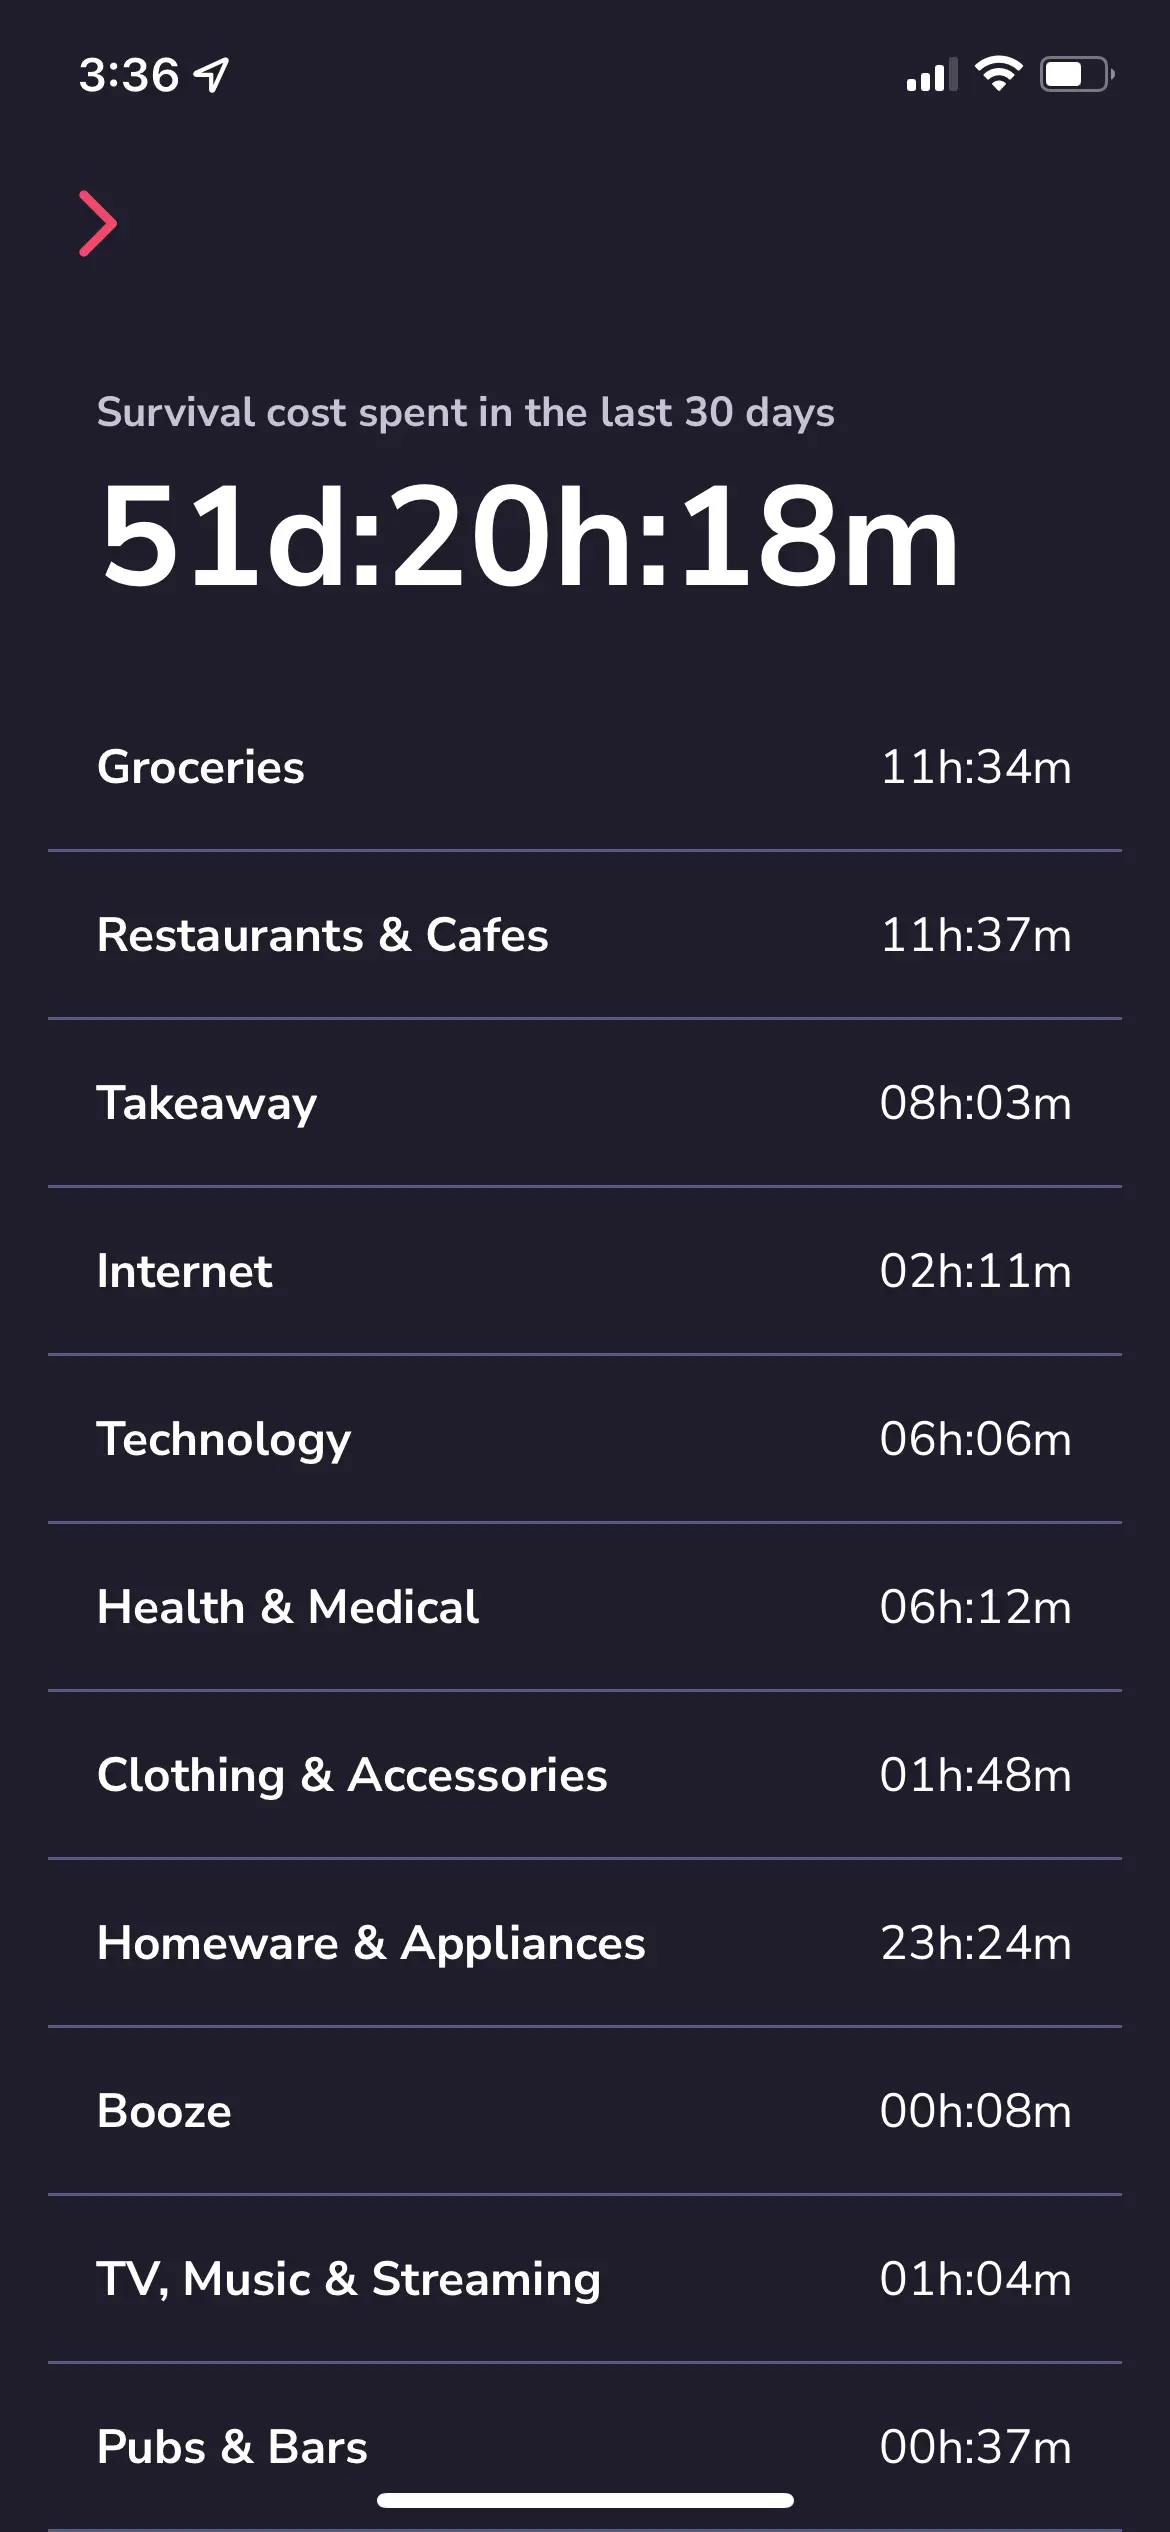 3:36
Survival cost spent in the last 30 days
51d:20h:18m
Groceries 11h:34m
Restaurants & Cafes 11h:37m
Takeaway 08h:03m
Internet 02h:11m
Technology 06h:06m
Health & Medical 06h:12m
Clothing & Accessories 01h:48m
Homeware & Appliances 23h:24m
Booze 00h:08m
TV, Music & Streaming 01h:04m
Pubs & Bars 00h:37m